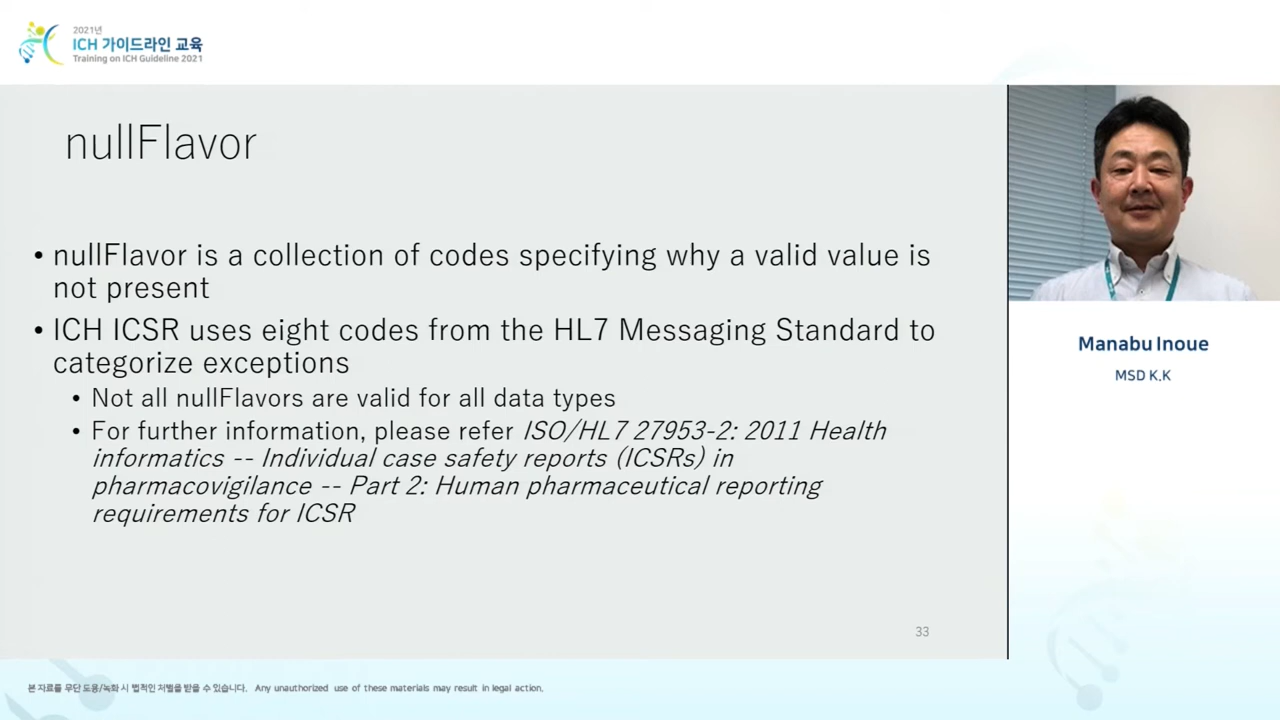 2021년
ICH 가이드라인 교육
Training on ICH Guideline 2021
nullFlavor
• nullFlavor is a collection of codes specifying why a valid value is
not present
• ICH ICSR uses eight codes from the HL7 Messaging Standard to
categorize exceptions
• Not all nullFlavors are valid for all data types
• For further information, please refer ISO/HL7 27953-2: 2011 Health
informatics -- Individual case safety reports (ICSRs) in
pharmacovigilance -- Part 2: Human pharmaceutical reporting
requirements for ICSR
33
Manabu Inoue
MSD K.K
본 자료를 무단 도용/녹화 시 법적인 처벌을 받을 수 있습니다. Any unauthorized use of these materials may result in legal action.